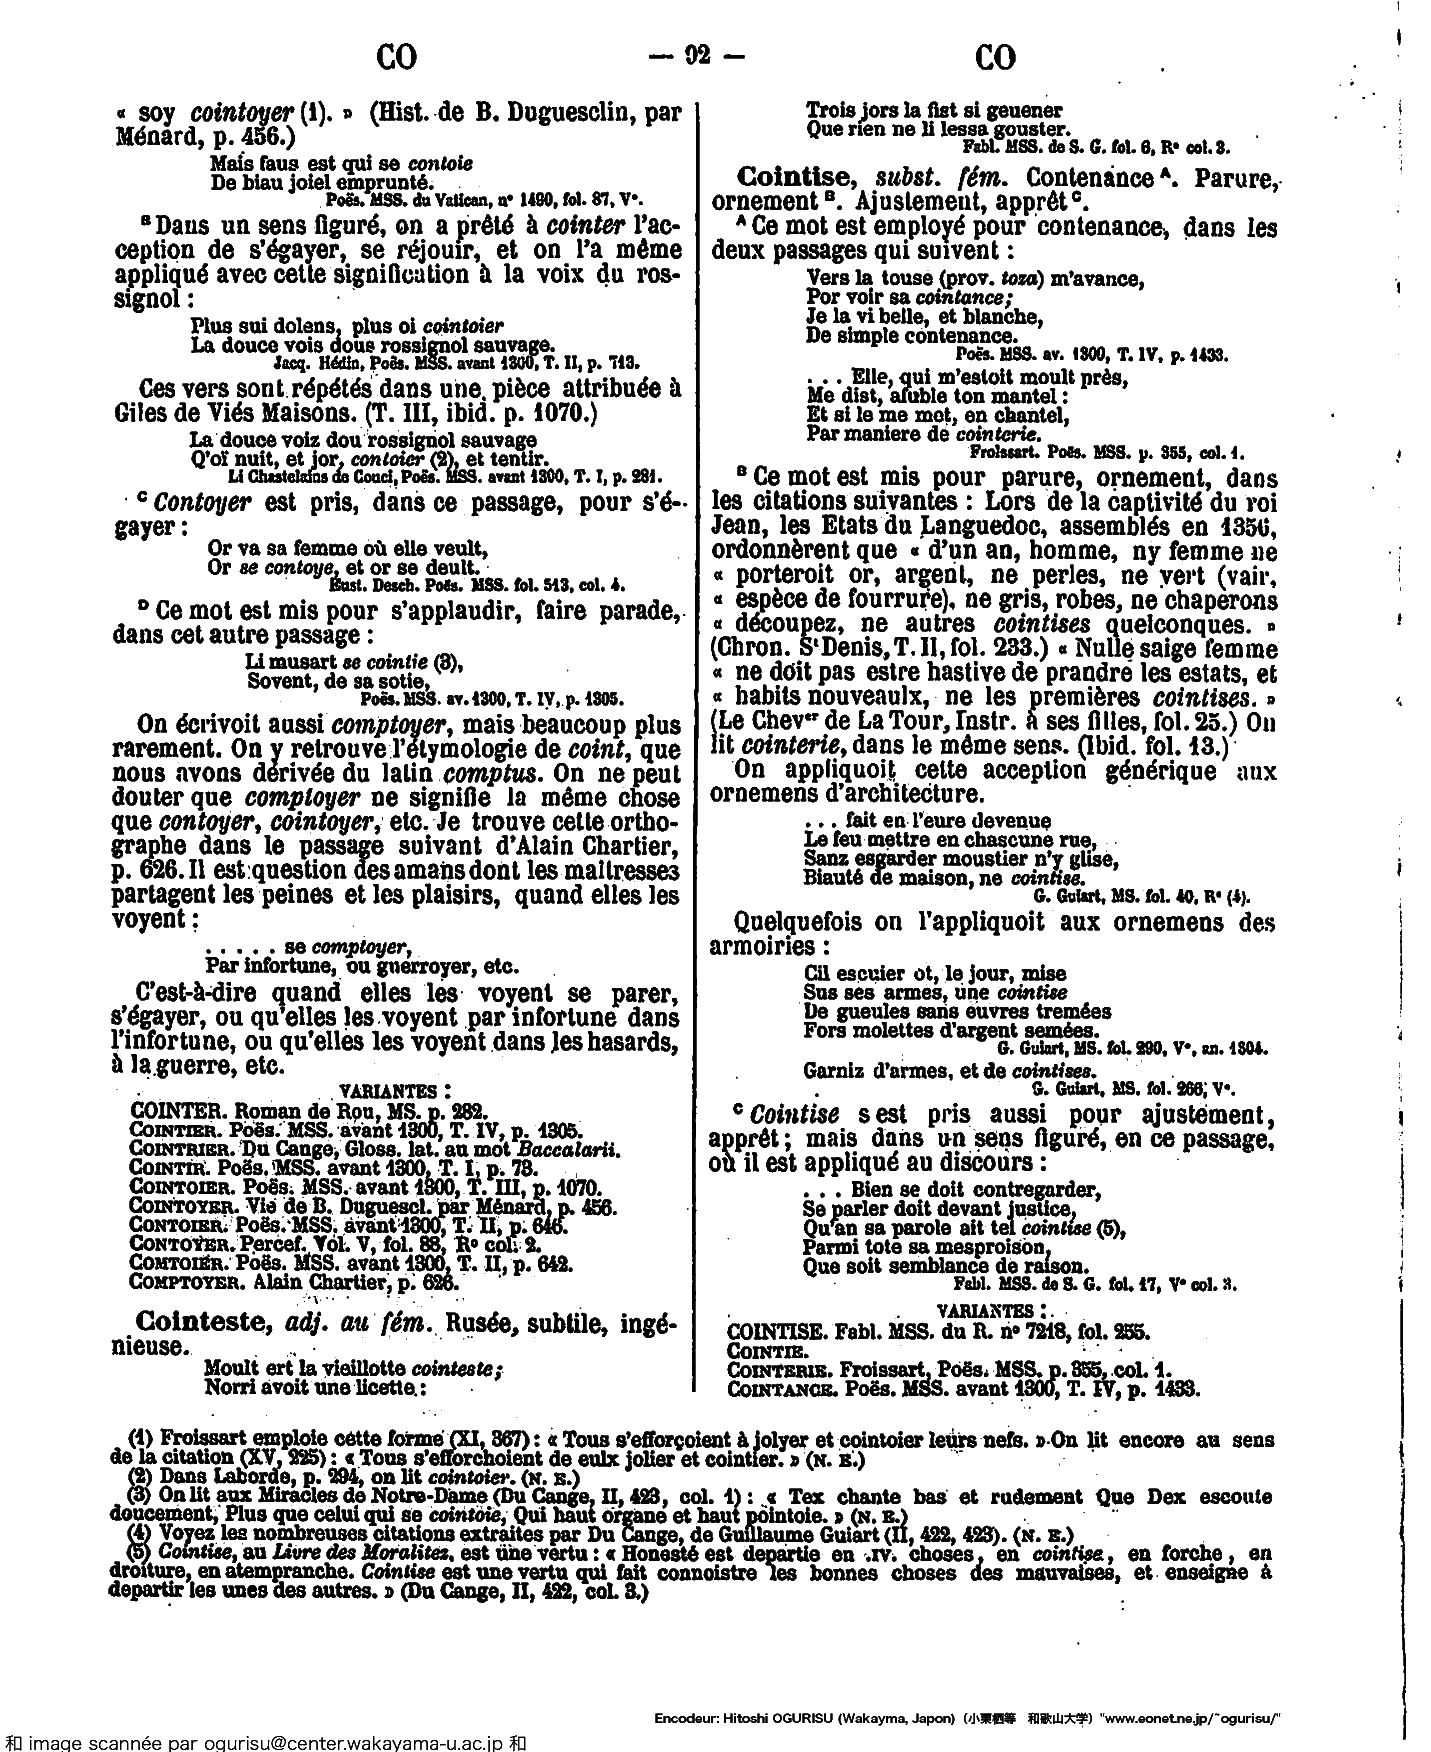 CO — 92 — CO
« soy cointoyer (1). » (Hist. de B. Duguesclin, par
Ménard, p. 456.)
Mais faus est qui se contoie
De biau joiel emprunté.
Poës. MSS. du Vatican, n° 1490, fol. 87, V°.
B Dans un sens figuré, on a prêté à cointer l'ac-
ception de s'égayer, se réjouir, et on l'a même
appliqué avec cette signification à la voix du ros-
signol :
Plus sui dolens, plus oi cointoier
La douce vois dous rossignol sauvage.
Jacq. Hédin, Poës. MSS. avant 1300, T. II, p. 713.
Ces vers sont répétés dans une pièce attribuée à
Giles de Viés Maisons. (T. III, ibid. p. 1070.)
La douce voiz dou rossignol sauvage
Q'oï nuit, et jor, contoier (2), et tentir.
Li Chastelains de Couci, Poës. MSS. avant 1300, T. I, p. 281.
C Contoyer est pris, dans ce passage, pour s'é-
gayer :
Or va sa femme où elle veult,
Or se contoye, et or se deult.
Eust. Desch. Poës. MSS. fol. 543, col. 4.
D Ce mot est mis pour s'applaudir, faire parade,
dans cet autre passage :
Li musart se cointie (3),
Sovent, de sa sotie,
Poës. MSS. av. 1300, T. IV, p. 1305.
On écrivoit aussi comptoyer, mais beaucoup plus
rarement. On y retrouve l'étymologie de coint, que
nous avons dérivée du latin comptus. On ne peut
douter que comptoyer ne signifie la même chose
que contoyer, cointoyer, etc. Je trouve cette ortho-
graphe dans le passage suivant d'Alain Chartier,
p. 626. Il est question des amans dont les maîtresses
partagent les peines et les plaisirs, quand elles les
voyent :
. . . . . se comptoyer,
Par infortune, ou guerroyer, etc.
C'est-à-dire quand elles les voyent se parer,
s'égayer, ou qu'elles les voyent par infortune dans
l'infortune, ou qu'elles les voyent dans les hasards,
à la guerre, etc.
VARIANTES :
COINTER. Roman de Rou, MS. p. 282.
COINTIER. Poës. MSS. avant 1300, T. IV, p. 1305.
COINTRIER. Du Cange, Gloss. lat. au mot Baccalarii.
COINTIR. Poës. MSS. avant 1300, T. I, p. 73.
COINTOIER. Poës. MSS. avant 1300, T. III, p. 1070.
COINTOYER. Vie de B. Duguescl. par Ménard, p. 456.
CONTOIER. Poës. MSS. avant 1300, T. II, p. 646.
CONTOYER. Percef. Vol. V, fol. 88, R° col. 2.
COMTOIER. Poës. MSS. avant 1300, T. II, p. 642.
COMPTOYER. Alain Chartier, p. 626.
Cointeste, adj. au fém. Rusée, subtile, ingé-
nieuse.
Moult ert la vieillotte cointeste;
Norri avoit une licette :
Trois jors la fist si geuener
Que rien ne li lessa gouster.
Fabl. MSS. de S. G. fol. 6, R° col. 3.
Cointise, subst. fém. Contenance A. Parure,
ornement B. Ajustement, apprêt C.
A Ce mot est employé pour contenance, dans les
deux passages qui suivent :
Vers la touse (prov. toza) m'avance,
Por voir sa cointance;
Je la vi belle, et blanche,
De simple contenance.
Poës. MSS. av. 1300, T. IV, p. 1433.
. . . Elle, qui m'estoit moult près,
Me dist, afuble ton mantel :
Et si le me mot, en chantel,
Par maniere de cointerie.
Froissart. Poës. MSS. p. 355, col. 1.
B Ce mot est mis pour parure, ornement, dans
les citations suivantes : Lors de la captivité du roi
Jean, les Etats du Languedoc, assemblés en 1356,
ordonnèrent que « d'un an, homme, ny femme ne
« porteroit or, argent, ne perles, ne vert (vair,
« espèce de fourrure), ne gris, robes, ne chaperons
« découpez, ne autres cointises quelconques. »
(Chron. St Denis, T. II, fol. 233.) « Nulle saige femme
« ne doit pas estre hastive de prandre les estats, et
« habits nouveaulx, ne les premières cointises. »
(Le Chever de La Tour, Instr. à ses filles, fol. 25.) On
lit cointerie, dans le même sens. (Ibid. fol. 13.)
On appliquoit cette acception générique aux
ornemens d'architecture.
. . . fait en l'eure devenue
Le feu mettre en chascune rue,
Sanz esgarder moustier n'y glise,
Biauté de maison, ne cointise.
G. Guiart, MS. fol. 40, R° (4).
Quelquefois on l'appliquoit aux ornemens des
armoiries :
Cil escuier ot, le jour, mise
Sus ses armes, une cointise
De gueules sans euvres tremées
Fors molettes d'argent semées.
G. Guiart, MS. fol. 290, V°, an. 1304.
Garniz d'armes, et de cointises.
G. Guiart, MS. fol. 266, V°.
C Cointise s est pris aussi pour ajustement,
apprêt ; mais dans un sens figuré, en ce passage,
où il est appliqué au discours :
. . . Bien se doit contregarder,
Se parler doit devant justice,
Qu'an sa parole ait tel cointise (5),
Parmi tote sa mesproison,
Que soit semblance de raison.
Fabl. MSS. de S. G. fol. 17, V° col. 3.
VARIANTES :
COINTISE. Fabl. MSS. du R. n° 7218, fol. 255.
COINTIE.
COINTERIE. Froissart, Poës. MSS. p. 355, col. 1.
COINTANCE. Poës. MSS. avant 1300, T. IV, p. 1433.
(1) Froissart emploie cette forme (XI, 367) : « Tous s'efforçoient à jolyer et cointoier leurs nefs. » On lit encore au sens
de la citation (XV, 225) : « Tous s'efforchoient de eulx jolier et cointier. » (N. E.)
(2) Dans Laborde, p. 294, on lit cointoier. (N. E.)
(3) On lit aux Miracles de Notre-Dame (Du Cange, II, 423, col. 1) : « Tex chante bas et rudement Que Dex escoute
doucement, Plus que celui qui se cointoie, Qui haut organe et haut pointoie. » (N. E.)
(4) Voyez les nombreuses citations extraites par Du Cange, de Guillaume Guiart (II, 422, 423). (N. E.)
(5) Cointise, au Livre des Moralitez, est une vertu : « Honesté est departie en .IV. choses, en cointise, en forche, en
droiture, en atempranche. Cointise est une vertu qui fait connoistre les bonnes choses des mauvaises, et enseigne à
departir les unes des autres. » (Du Cange, II, 422, col. 3.)
Encodeur: Hitoshi OGURISU (Wakayma, Japon) (小栗栖等 和歌山大学) "www.eonet.ne.jp/~ogurisu/"
和 image scannée par ogurisu@center.wakayama-u.ac.jp 和